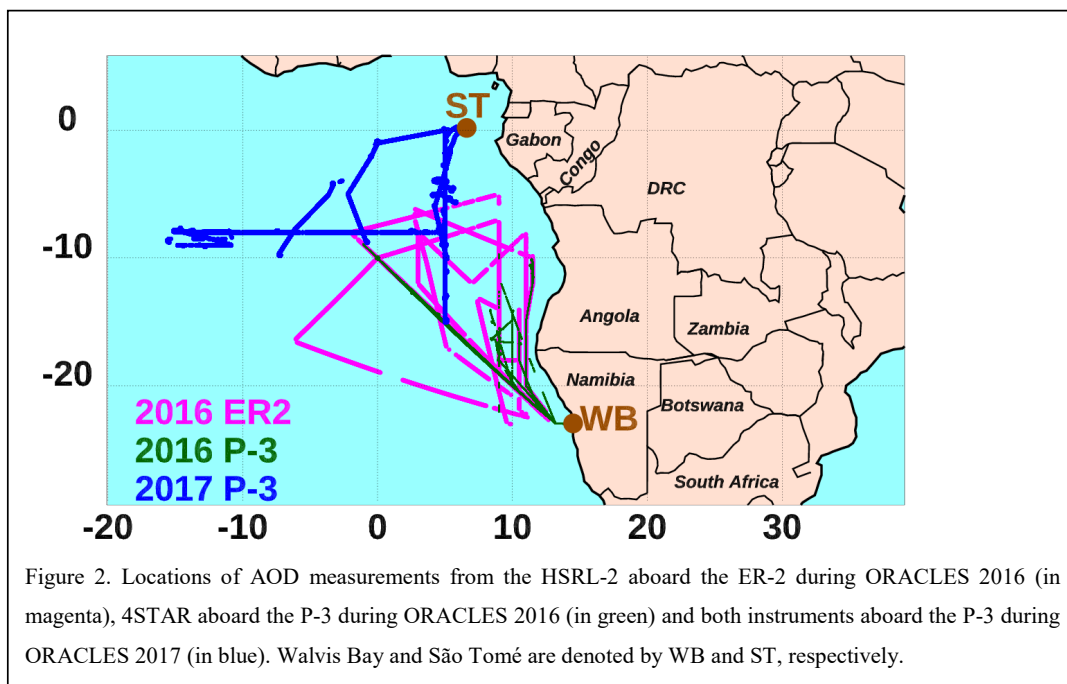 ST
0
Gabon
Congo
DRC
-10
Angola
Zambia
-20
Namibia
Botswana
WB
2016 ER2
2016 P-3
South Africa
2017 P-3
-20 -10 0 10 20 30
Figure 2. Locations of AOD measurements from the HSRL-2 aboard the ER-2 during ORACLES 2016 (in
magenta), 4STAR aboard the P-3 during ORACLES 2016 (in green) and both instruments aboard the P-3 during
ORACLES 2017 (in blue). Walvis Bay and São Tomé are denoted by WB and ST, respectively.